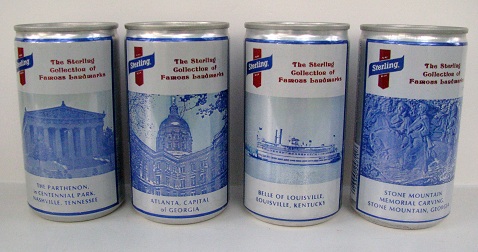 Sterling
The Sterling
Collection of
Famous Landmarks
THE PARTHENON,
in CENTENNIAL PARK,
NASHVILLE, TENNESSEE
Sterling
The Sterling
Collection of
Famous Landmarks
ATLANTA, CAPITAL
of GEORGIA
Sterling
The Sterling
Collection of
Famous Landmarks
BELLE OF LOUISVILLE,
LOUISVILLE, KENTUCKY
Sterling
The Sterling
Collection of
Famous Landmarks
STONE MOUNTAIN
MEMORIAL CARVING
STONE MOUNTAIN, GEORGIA